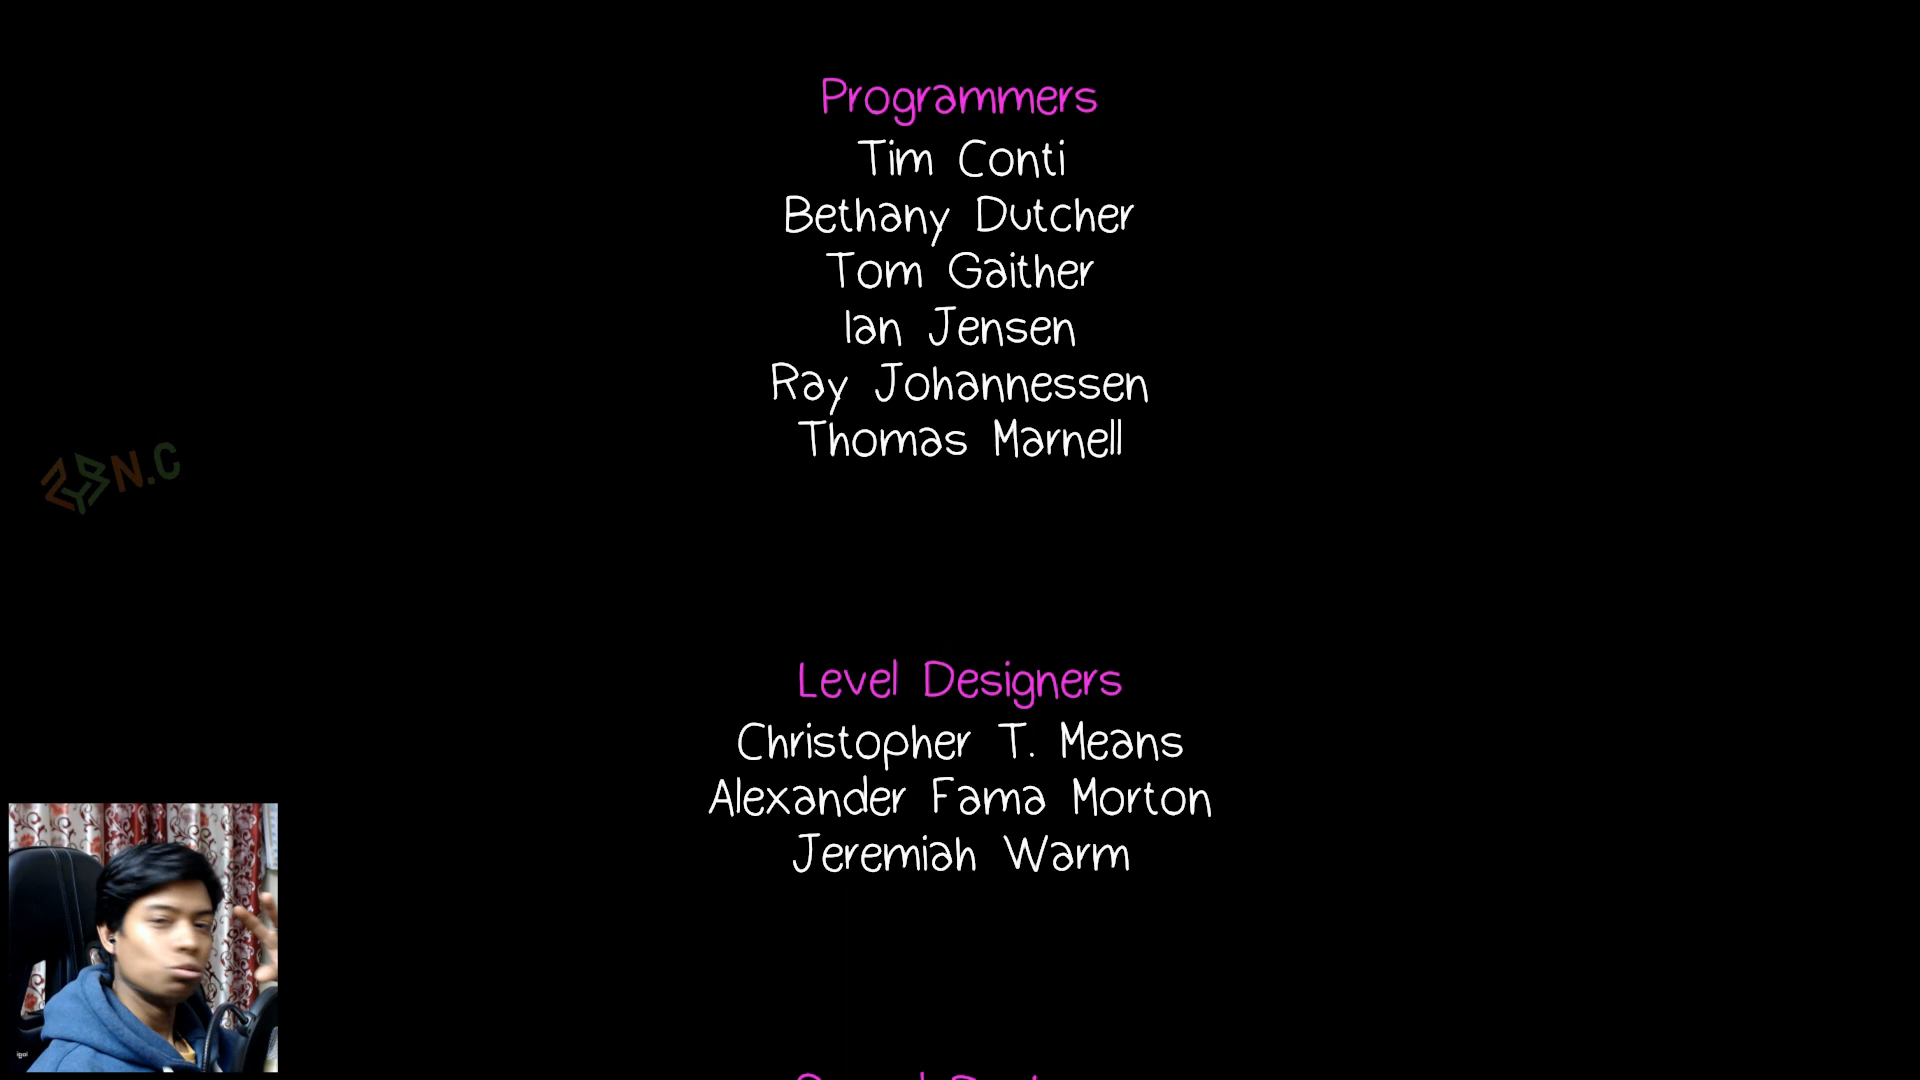 Programmers
Tim Conti
Bethany Dutcher
Tom Gaither
Ian Jensen
Ray Johannessen
Thomas Marnell
N.C
Level Designers
Christopher T. Means
Alexander Fama Morton
Jeremiah Warm